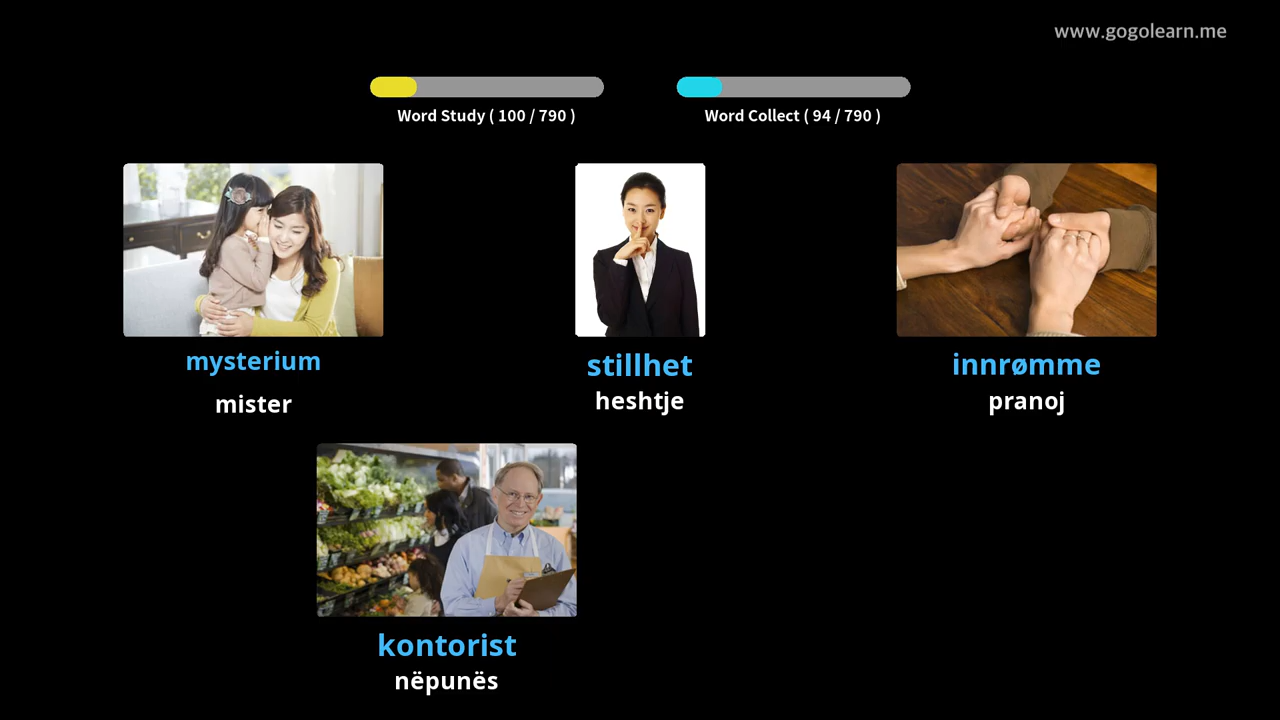 www.gogolearn.me
Word Study ( 100 / 790 )
Word Collect ( 94 / 790 )
mysterium
mister
stillhet
heshtje
innrømme
pranoj
kontorist
nëpunës